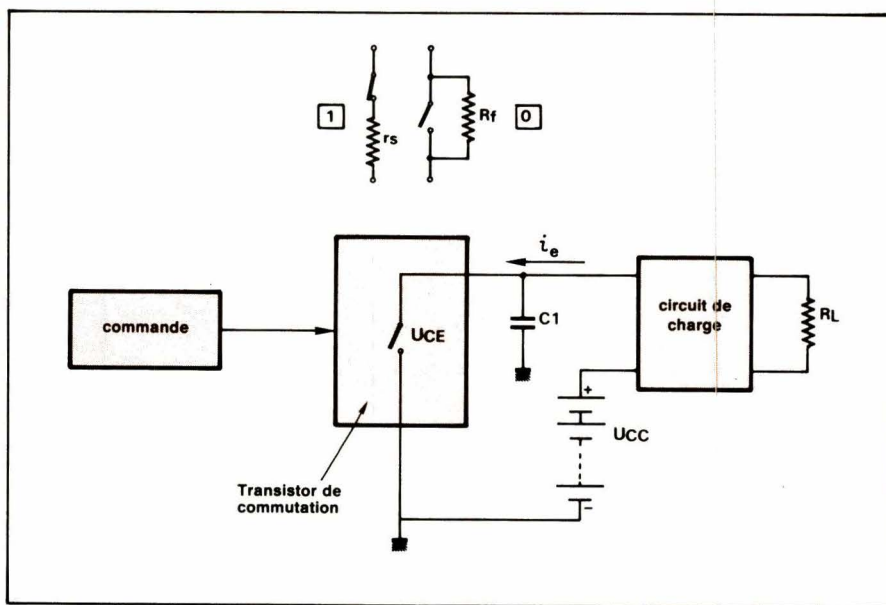 1
rs
Rf
0
ie
commande
UCE
C1
circuit de
charge
RL
+
UCC
-
Transistor de
commutation